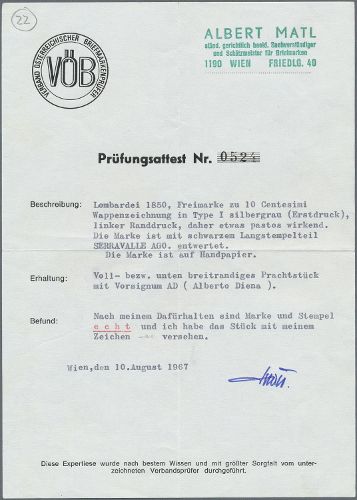 22
VERBAND ÖSTERREICHISCHER BRIEFMARKENPRÜFER
VÖB
ALBERT MATL
ständ. gerichtlich beeid. Sachverständiger
und Schätzmeister für Briefmarken
1190 WIEN FRIEDLG. 40
Prüfungsattest Nr. 0524
Beschreibung: Lombardei 1850, Freimarke zu 10 Centesimi
Wappenzeichnung in Type I silbergrau (Erstdruck),
linker Randdruck, daher etwas pastos wirkend.
Die Marke ist mit schwarzem Langstempelteil
SERRAVALLE AGO. entwertet.
Die Marke ist auf Handpapier.
Erhaltung: Voll- bezw. unten breitrandiges Prachtstück
mit Vorsignum AD ( Alberto Diena ).
Befund: Nach meinem Dafürhalten sind Marke und Stempel
e c h t und ich habe das Stück mit meinem
Zeichen versehen.
Wien, den 10.August 1967
Diese Expertiese wurde nach bestem Wissen und mit größter Sorgfalt vom unter-
zeichneten Verbandsprüfer durchgeführt.